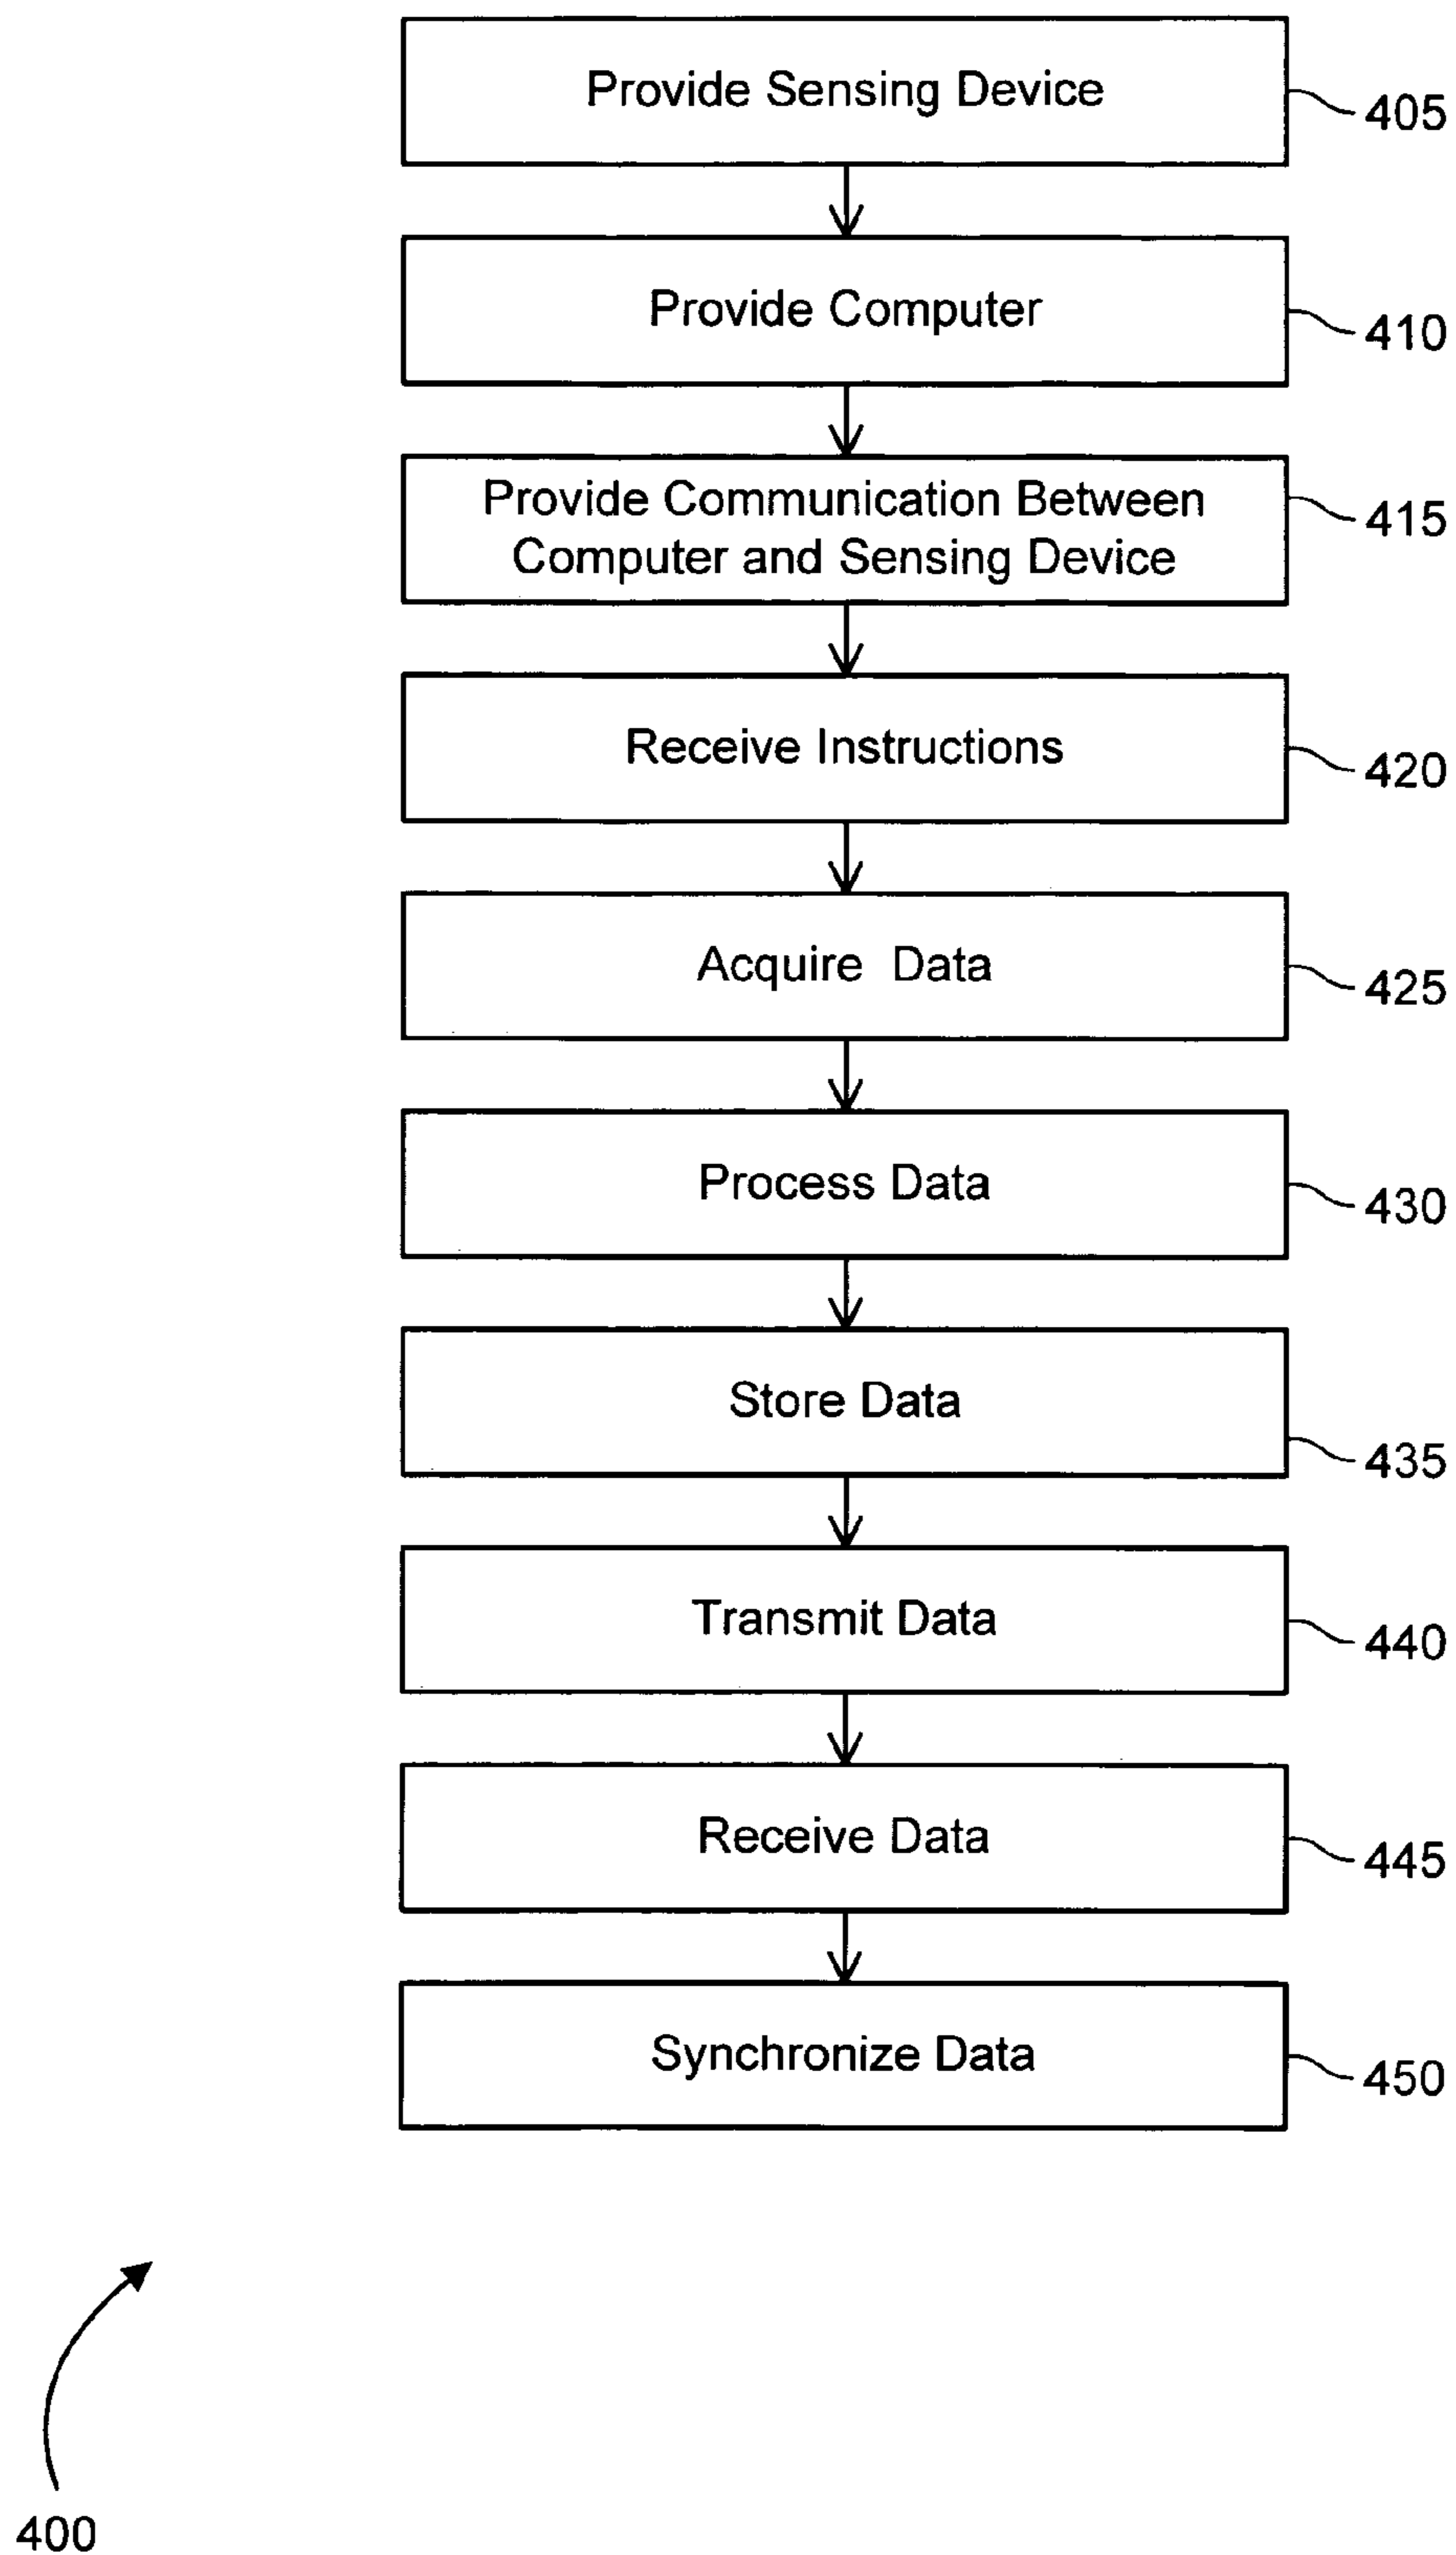 Provide Sensing Device
405
Provide Computer
410
Provide Communication Between
Computer and Sensing Device
415
Receive Instructions
420
Acquire Data
425
Process Data
430
Store Data
435
Transmit Data
440
Receive Data
445
Synchronize Data
450
400